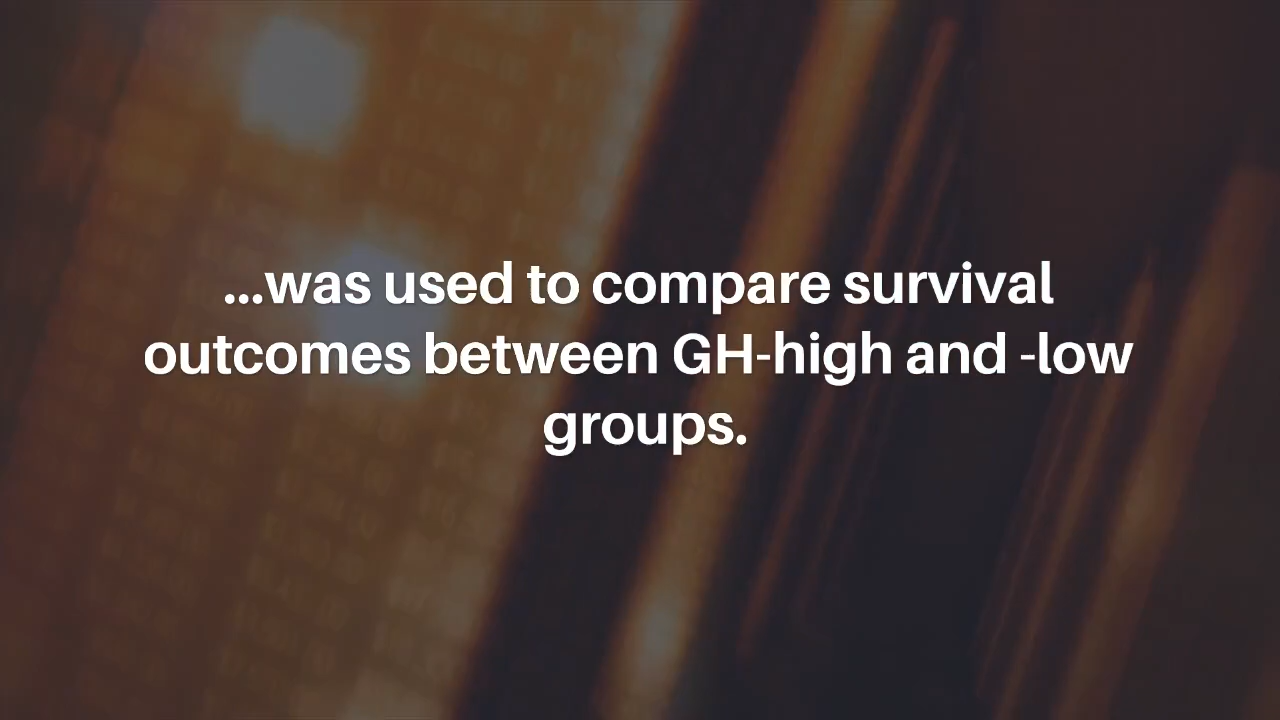 ...was used to compare survival
outcomes between GH-high and -low
groups.